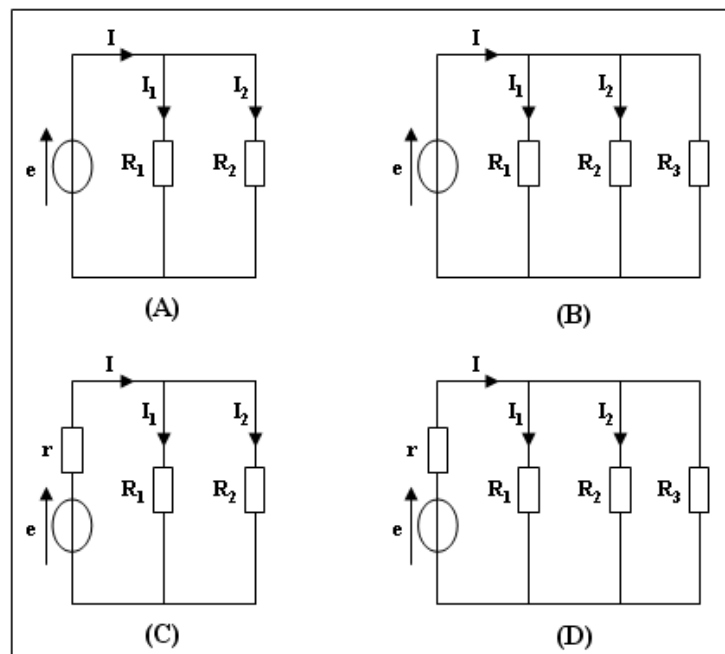 I I
I₁ I₂ I₁ I₂
e R₁ R₂ e R₁ R₂ R₃
(A) (B)
I I
I₁ I₂ I₁ I₂
r r
e R₁ R₂ e R₁ R₂ R₃
(C) (D)